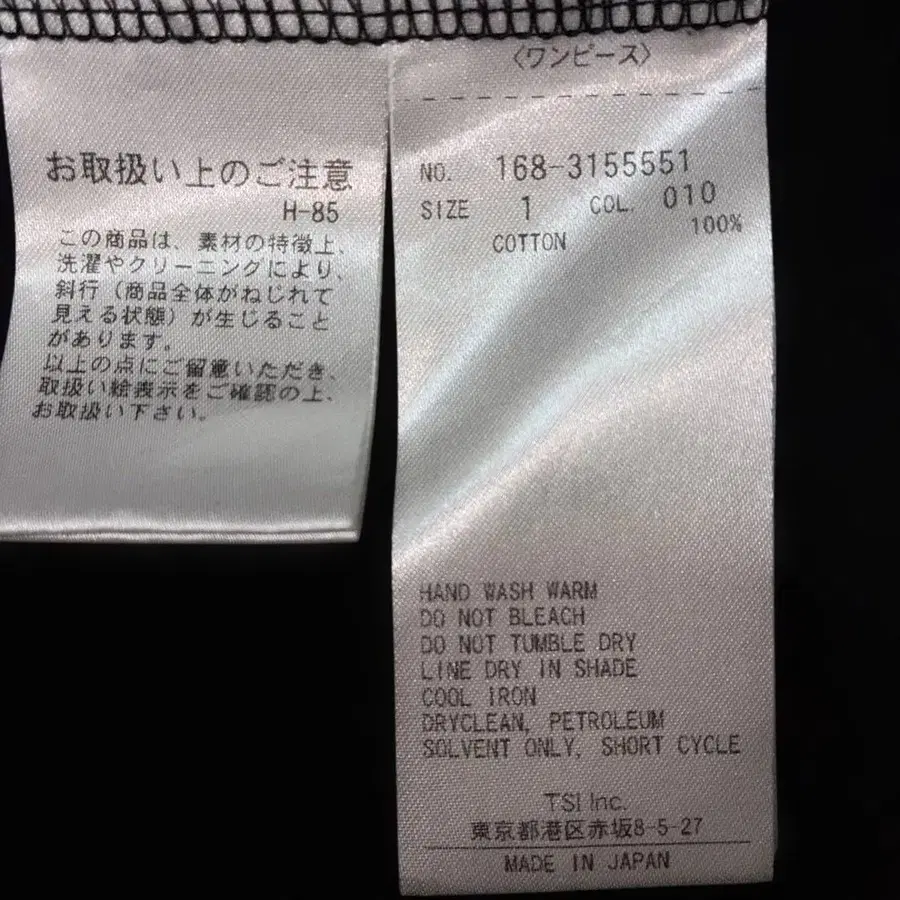 お取扱い上のご注意
H-85
この商品は、素材の特徴上、
洗濯やクリーニングにより、
斜行（商品全体がねじれて
見える状態）が生じること
があります。
以上の点にご留意いただき、
取扱い絵表示をご確認の上、
お取扱い下さい。
〈ワンピース〉
NO. 168-3155551
SIZE 1 COL. 010
100%
COTTON
HAND WASH WARM
DO NOT BLEACH
DO NOT TUMBLE DRY
LINE DRY IN SHADE
COOL IRON
DRYCLEAN, PETROLEUM
SOLVENT ONLY, SHORT CYCLE
TSI Inc.
東京都港区赤坂8-5-27
MADE IN JAPAN